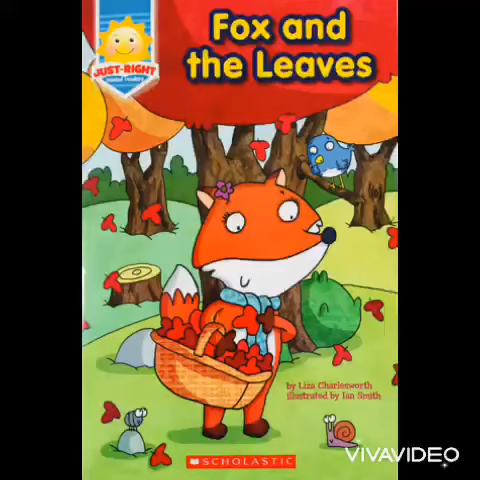 Fox and
the Leaves
JUST-RIGHT
by Liza Charlesworth
illustrated by Ian Smith
SCHOLASTIC
VIVAVIDEO